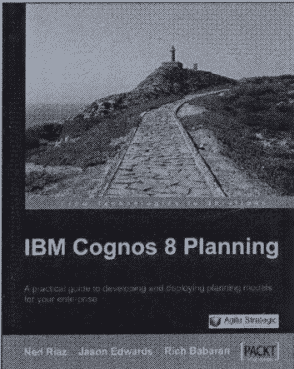 IBM Cognos 8 Planning
A practical guide to developing and deploying planning models
for your enterprise
Agile Strategic
Ned Riaz Jason Edwards Rich Babaran PACKT